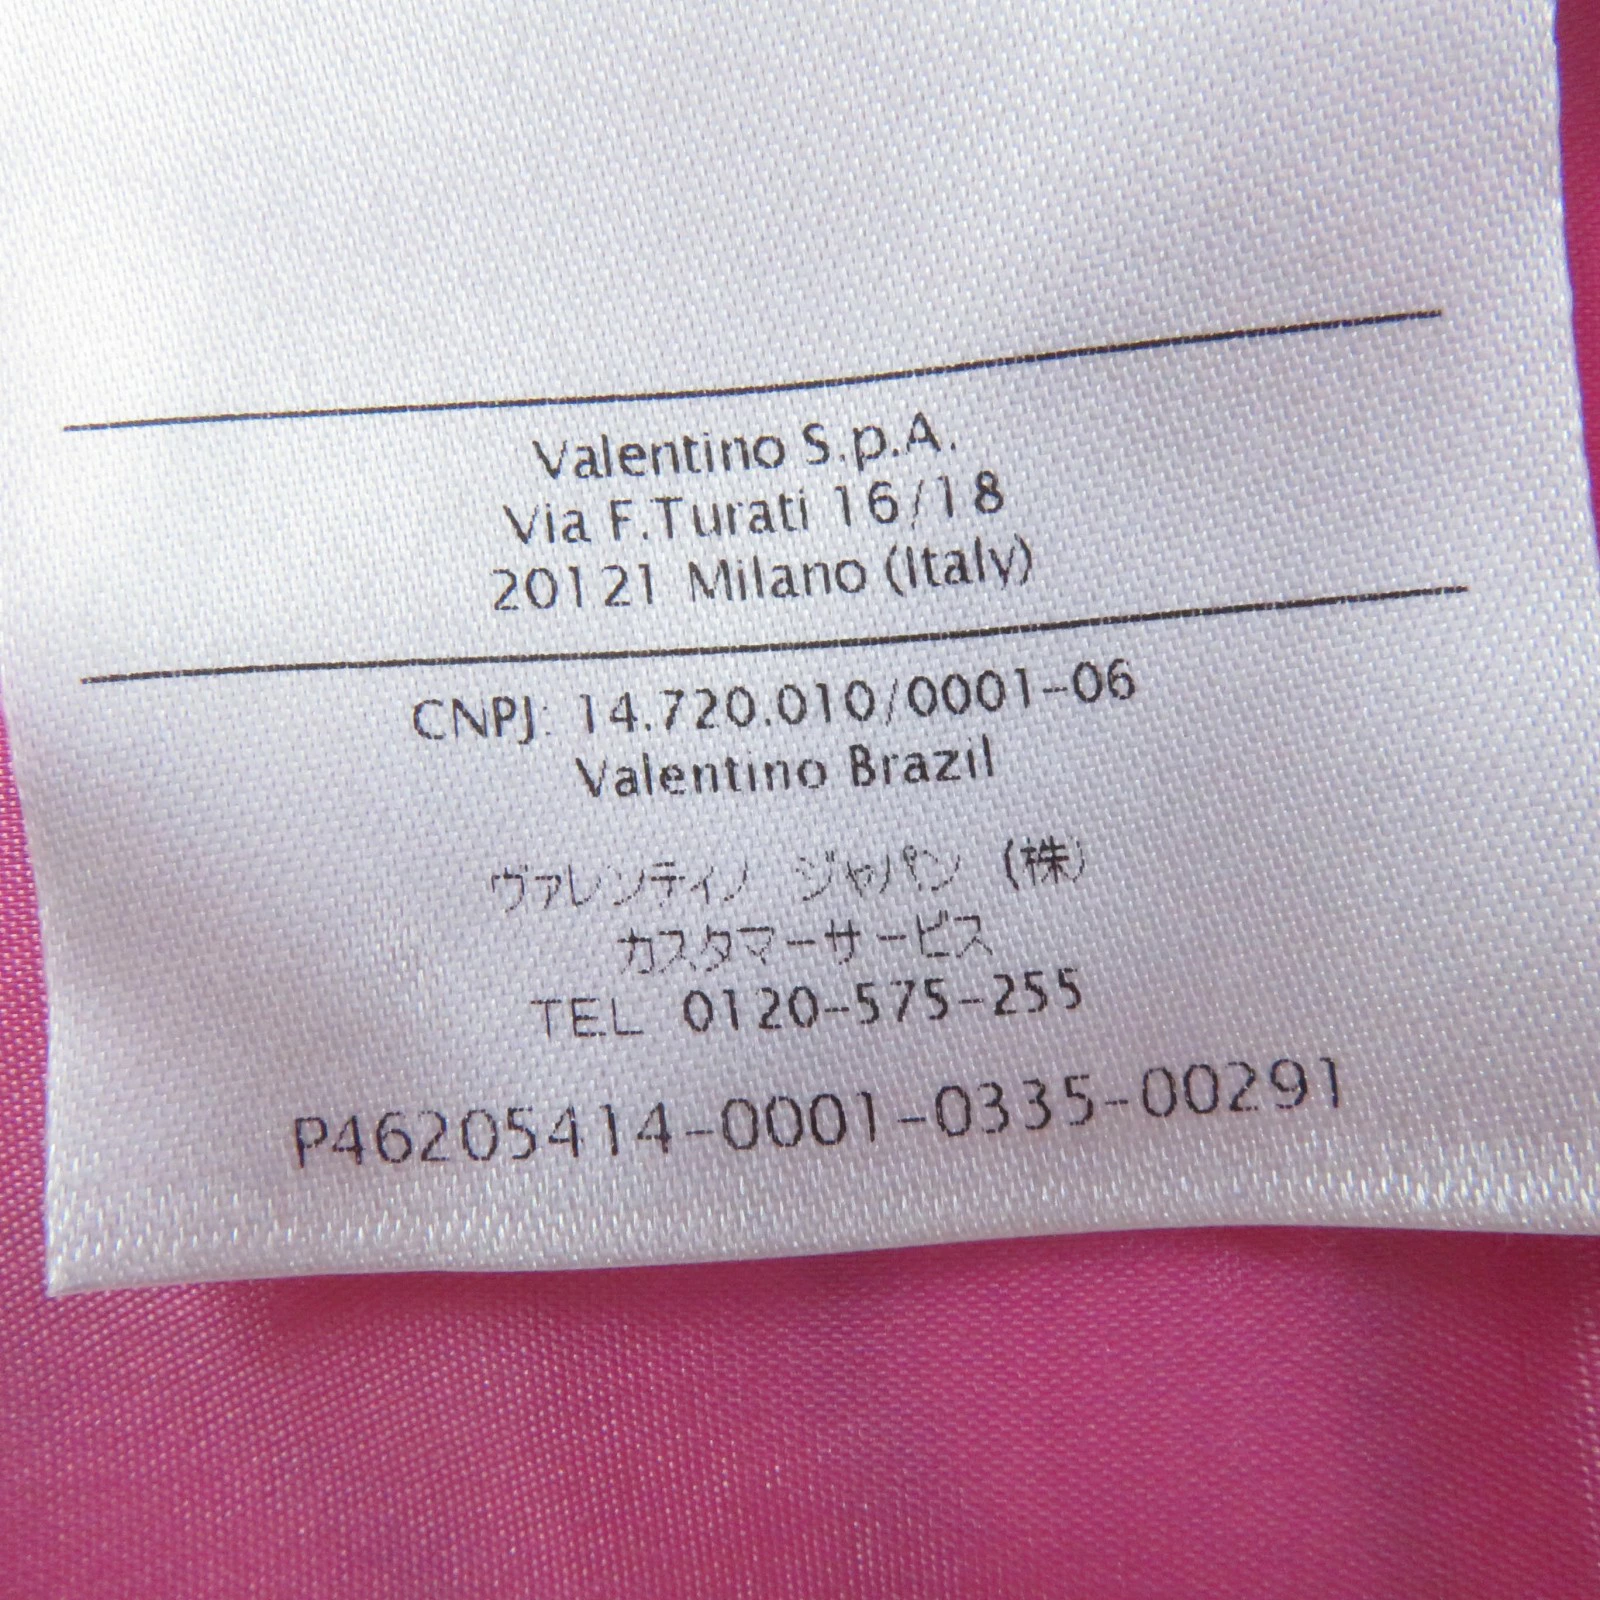 Valentino S.p.A.
Via F.Turati 16/18
20121 Milano (Italy)
CNPJ: 14.720.010/0001-06
Valentino Brazil
ヴァレンティノ ジャパン (株)
カスタマーサービス
TEL 0120-575-255
P46205414-0001-0335-00291